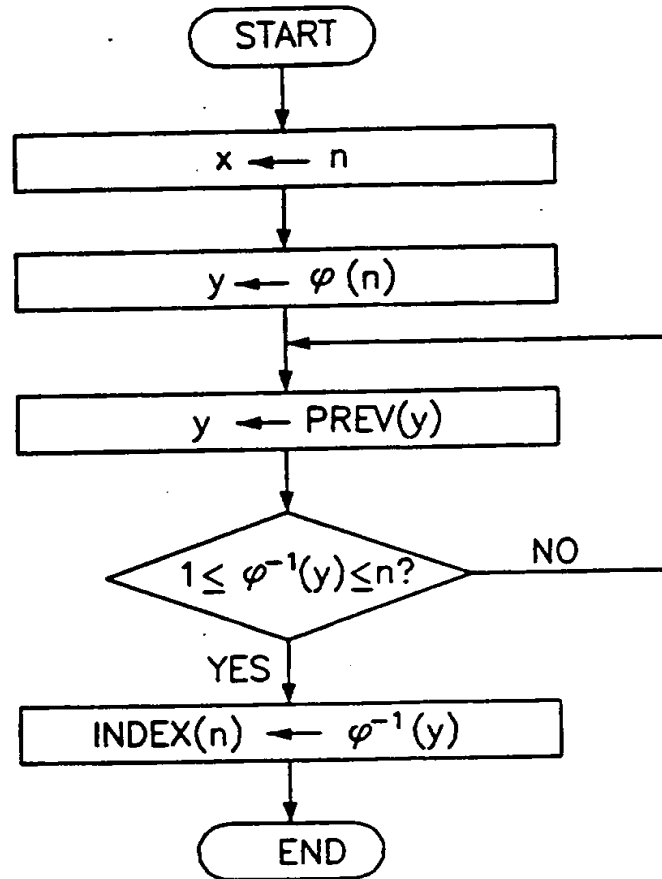 START
x ← n
y ← φ(n)
y ← PREV(y)
1 ≤ φ⁻¹(y) ≤ n?
NO
YES
INDEX(n) ← φ⁻¹(y)
END